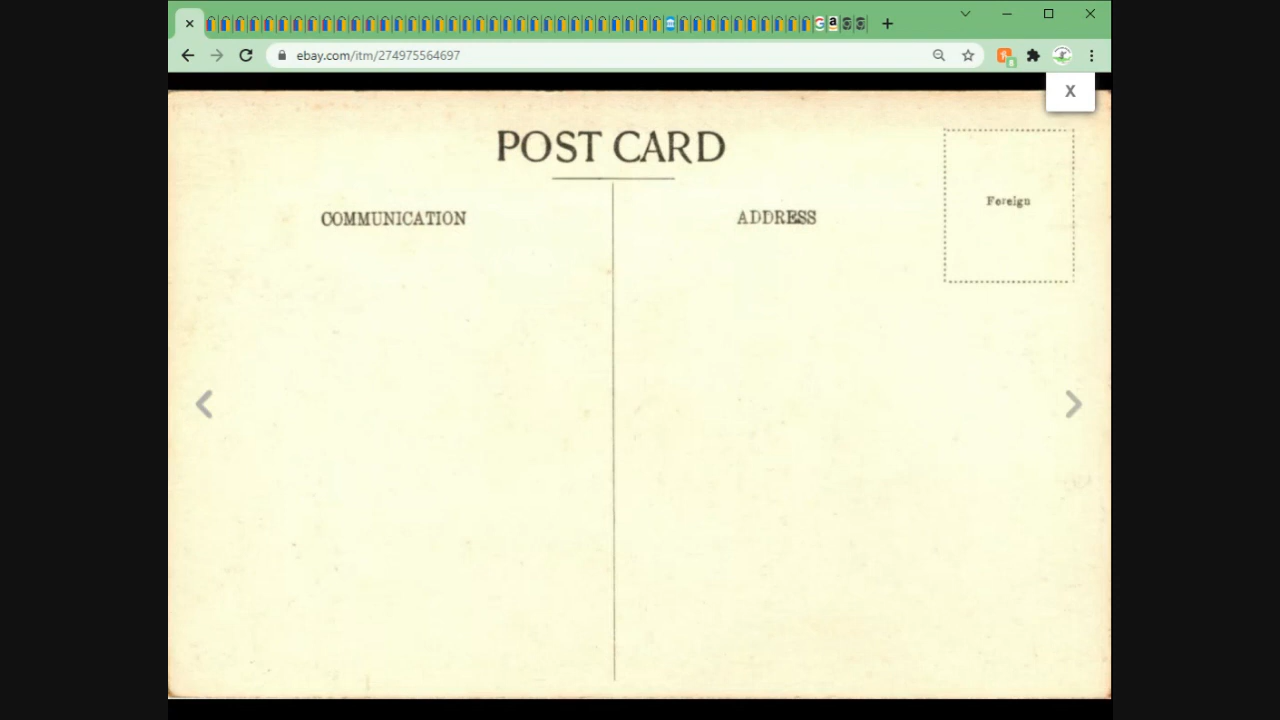 ebay.com/itm/274975564697
X
POST CARD
COMMUNICATION
ADDRESS
Foreign